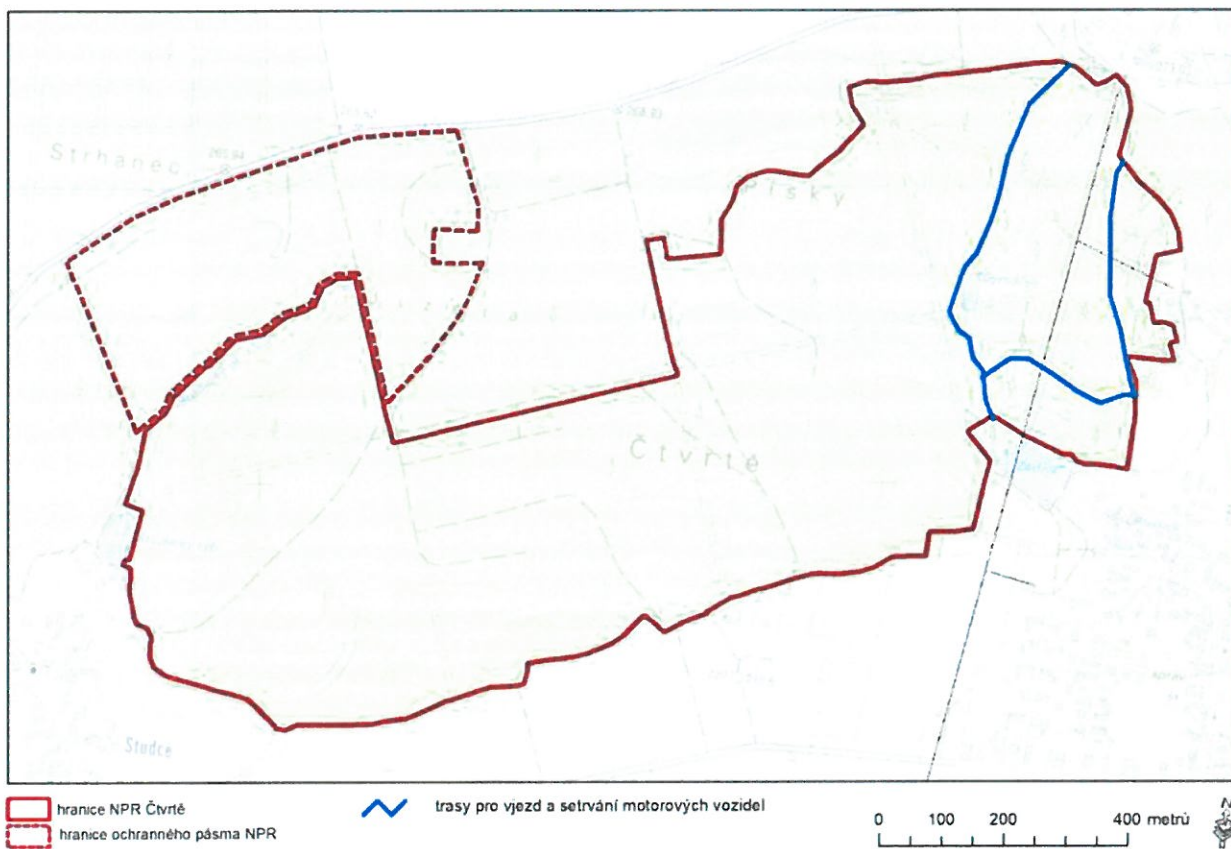 Strhanec
Písky
Čtvrtě
Studce
hranice NPR Čtvrtě
hranice ochranného pásma NPR
trasy pro vjezd a setrvání motorových vozidel
0 100 200 400 metrů
N